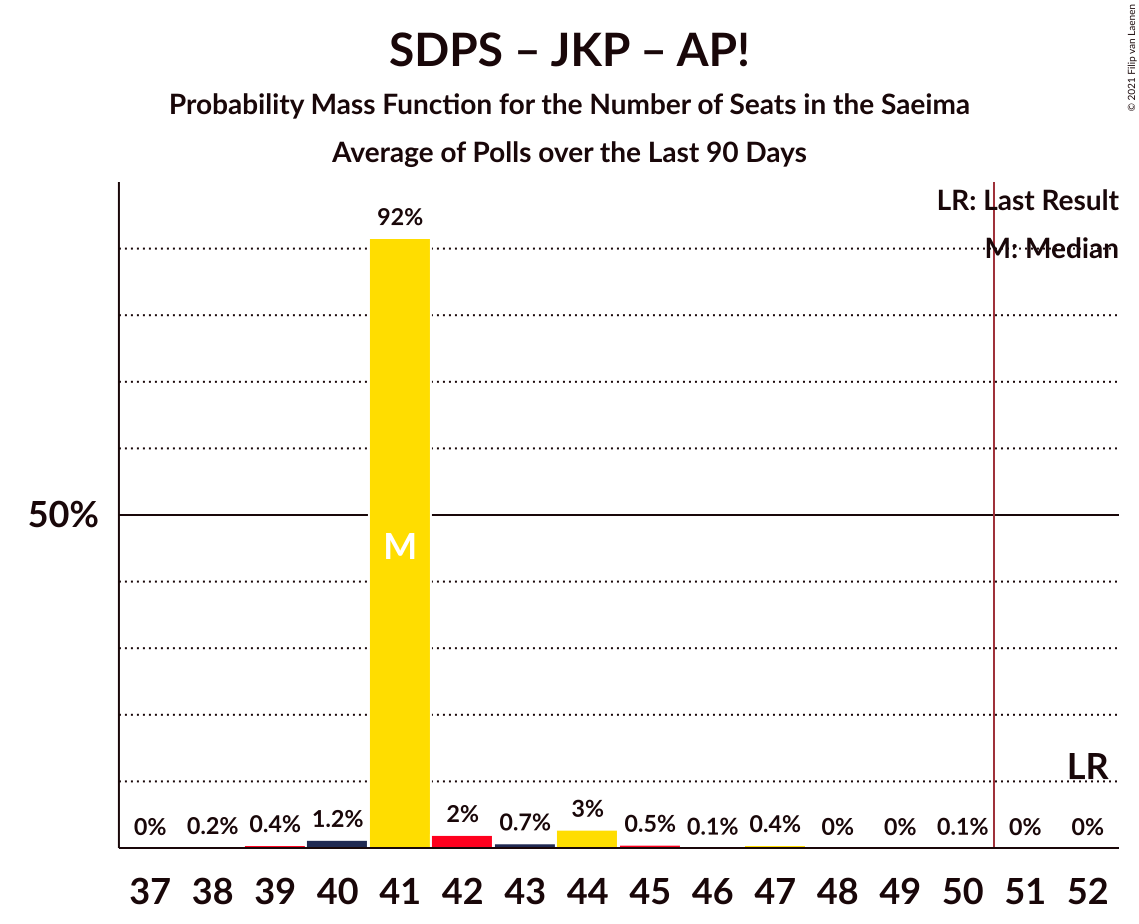 SDPS – JKP – AP!
Probability Mass Function for the Number of Seats in the Saeima
Average of Polls over the Last 90 Days
© 2021 Filip van Laenen
LR: Last Result
M: Median
92%
50%
M
LR
0% 0.2% 0.4% 1.2% 2% 0.7% 3% 0.5% 0.1% 0.4% 0% 0% 0.1% 0% 0%
37 38 39 40 41 42 43 44 45 46 47 48 49 50 51 52